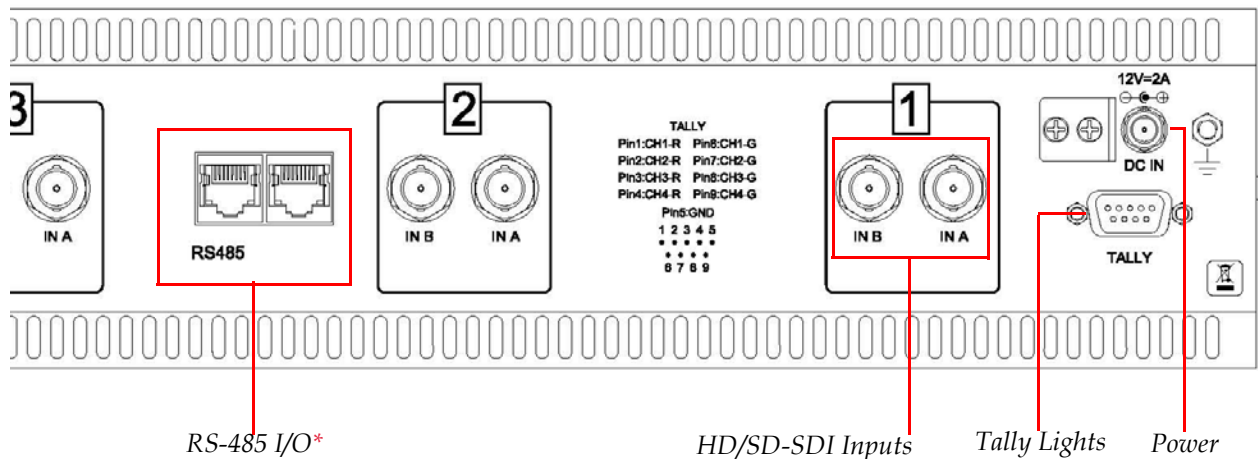 3
2
1
12V=2A
TALLY
Pin1:CH1-R Pin6:CH1-G
Pin2:CH2-R Pin7:CH2-G
Pin3:CH3-R Pin8:CH3-G
Pin4:CH4-R Pin9:CH4-G
Pin5:GND
1 2 3 4 5
6 7 8 9
DC IN
IN A
RS485
IN B
IN A
IN B
IN A
TALLY
RS-485 I/O*
HD/SD-SDI Inputs
Tally Lights
Power